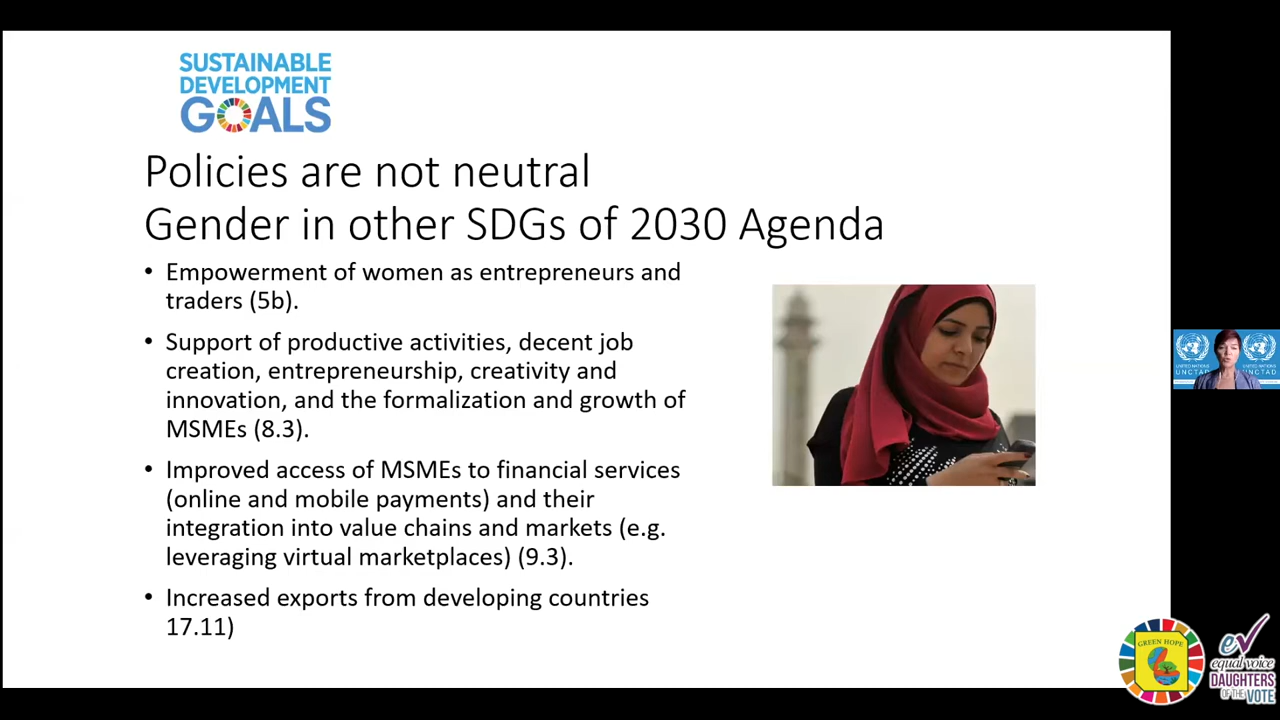 SUSTAINABLE
DEVELOPMENT
GOALS
Policies are not neutral
Gender in other SDGs of 2030 Agenda
• Empowerment of women as entrepreneurs and
traders (5b).
• Support of productive activities, decent job
creation, entrepreneurship, creativity and
innovation, and the formalization and growth of
MSMEs (8.3).
• Improved access of MSMEs to financial services
(online and mobile payments) and their
integration into value chains and markets (e.g.
leveraging virtual marketplaces) (9.3).
• Increased exports from developing countries
17.11)
UNITED NATIONS
UNCTAD
GREEN HOPE
ev
equal voice
DAUGHTERS
OF THE VOTE